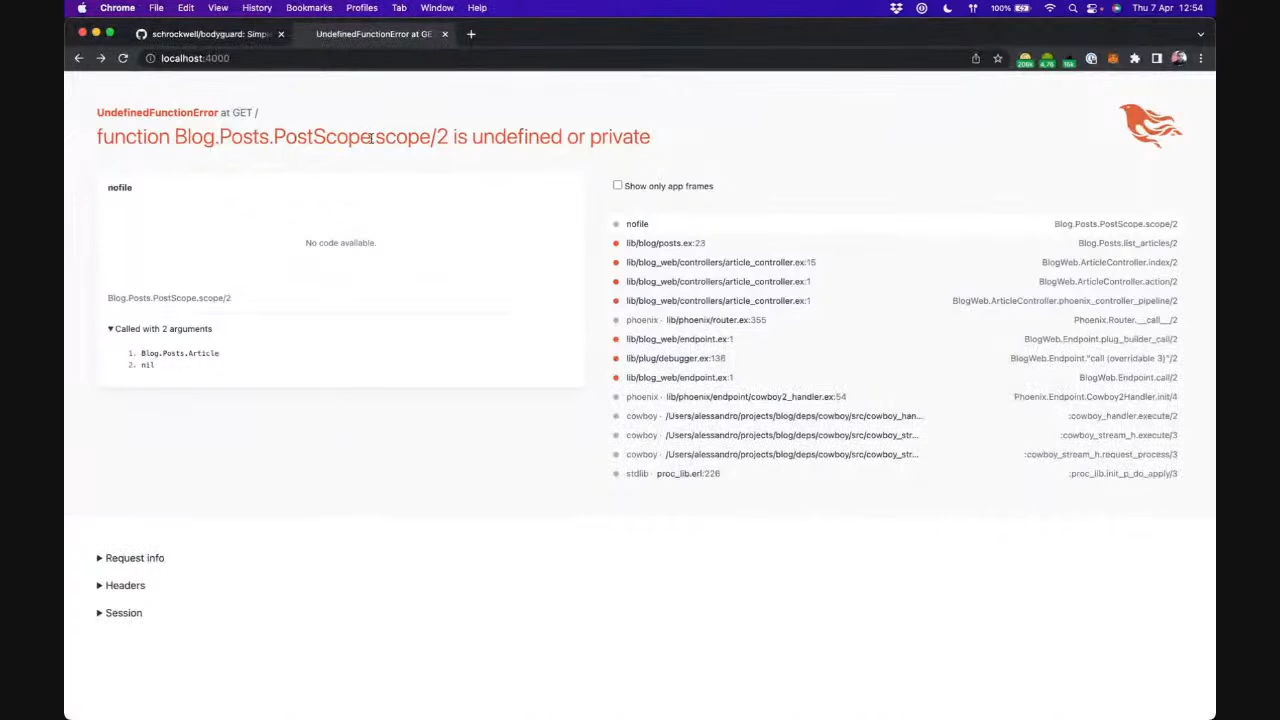 Chrome File Edit View History Bookmarks Profiles Tab Window Help 100% Thu 7 Apr 12:54
schrockwell/bodyguard: Simple UndefinedFunctionError at GE
localhost:4000 206k 4,76 16k
UndefinedFunctionError at GET /
function Blog.Posts.PostScope.scope/2 is undefined or private
nofile
No code available.
Blog.Posts.PostScope.scope/2
Called with 2 arguments
1. Blog.Posts.Article
2. nil
Show only app frames
nofile Blog.Posts.PostScope.scope/2
lib/blog/posts.ex:23 Blog.Posts.list_articles/2
lib/blog_web/controllers/article_controller.ex:15 BlogWeb.ArticleController.index/2
lib/blog_web/controllers/article_controller.ex:1 BlogWeb.ArticleController.action/2
lib/blog_web/controllers/article_controller.ex:1 BlogWeb.ArticleController.phoenix_controller_pipeline/2
phoenix · lib/phoenix/router.ex:355 Phoenix.Router.__call__/2
lib/blog_web/endpoint.ex:1 BlogWeb.Endpoint.plug_builder_call/2
lib/plug/debugger.ex:136 BlogWeb.Endpoint."call (overridable 3)"/2
lib/blog_web/endpoint.ex:1 BlogWeb.Endpoint.call/2
phoenix · lib/phoenix/endpoint/cowboy2_handler.ex:54 Phoenix.Endpoint.Cowboy2Handler.init/4
cowboy · /Users/alessandro/projects/blog/deps/cowboy/src/cowboy_han... :cowboy_handler.execute/2
cowboy · /Users/alessandro/projects/blog/deps/cowboy/src/cowboy_str... :cowboy_stream_h.execute/3
cowboy · /Users/alessandro/projects/blog/deps/cowboy/src/cowboy_str... :cowboy_stream_h.request_process/3
stdlib · proc_lib.erl:226 :proc_lib.init_p_do_apply/3
Request info
Headers
Session